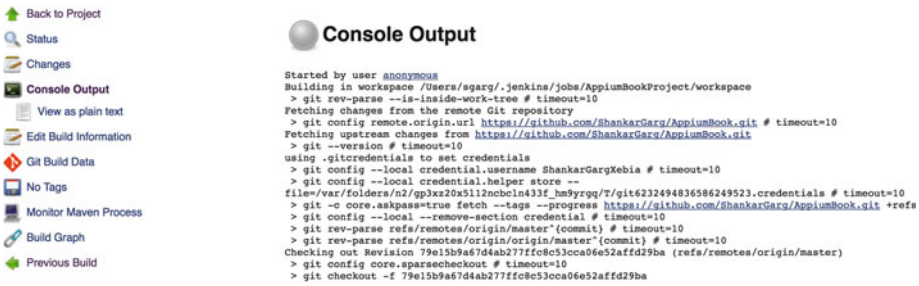 Back to Project
Status
Changes
Console Output
View as plain text
Edit Build Information
Git Build Data
No Tags
Monitor Maven Process
Build Graph
Previous Build
Console Output
Started by user anonymous
Building in workspace /Users/sgarg/.jenkins/jobs/AppiumBookProject/workspace
> git rev-parse --is-inside-work-tree # timeout=10
Fetching changes from the remote Git repository
> git config remote.origin.url https://github.com/ShankarGarg/AppiumBook.git # timeout=10
Fetching upstream changes from https://github.com/ShankarGarg/AppiumBook.git
> git --version # timeout=10
using .gitcredentials to set credentials
> git config --local credential.username ShankarGargXebia # timeout=10
> git config --local credential.helper store --
file=/var/folders/n2/gp3xz20x5112ncbcln433f_hm9yrgq/T/git6232494836586249523.credentials # timeout=10
> git -c core.askpass=true fetch --tags --progress https://github.com/ShankarGarg/AppiumBook.git +refs
> git config --local --remove-section credential # timeout=10
> git rev-parse refs/remotes/origin/master^{commit} # timeout=10
> git rev-parse refs/remotes/origin/origin/master^{commit} # timeout=10
Checking out Revision 79e15b9a67d4ab277ffc8c53cca06e52affd29ba (refs/remotes/origin/master)
> git config core.sparsecheckout # timeout=10
> git checkout -f 79e15b9a67d4ab277ffc8c53cca06e52affd29ba